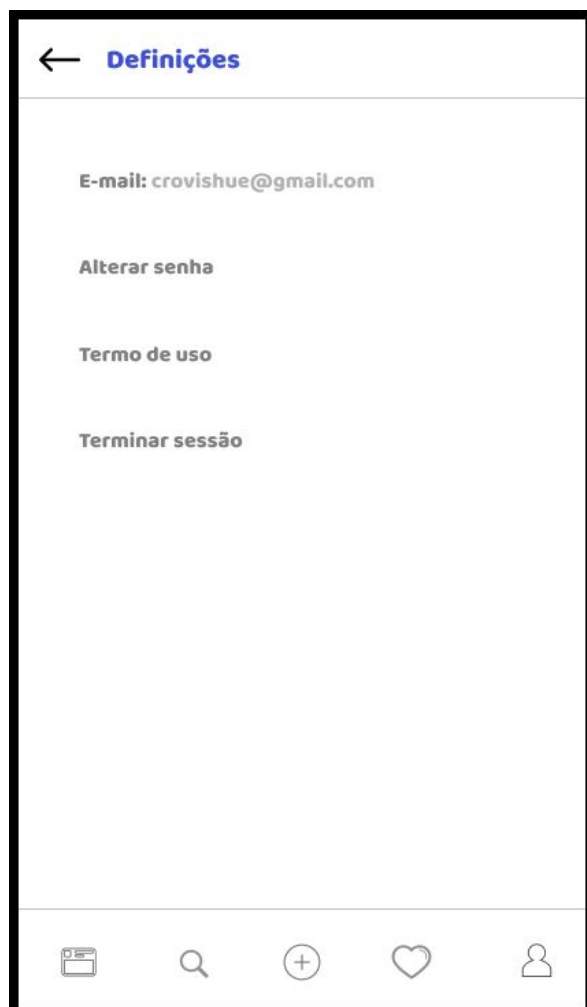 Definições
E-mail: crovishue@gmail.com
Alterar senha
Termo de uso
Terminar sessão